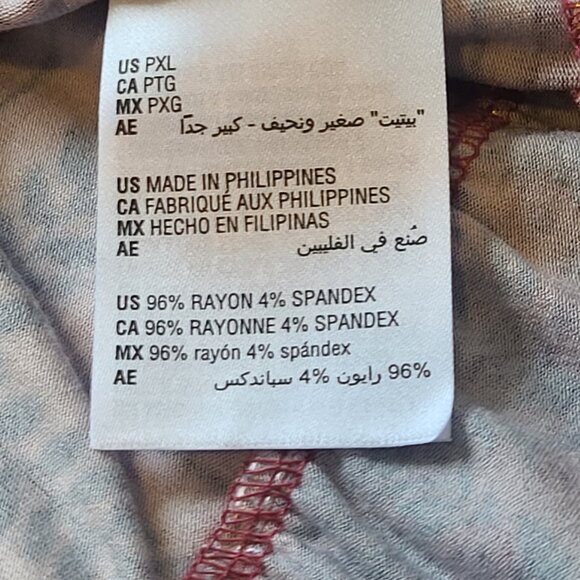 US PXL
CA PTG
MX PXG
AE "بيتيت" صغير ونحيف - كبير جداً
US MADE IN PHILIPPINES
CA FABRIQUÉ AUX PHILIPPINES
MX HECHO EN FILIPINAS
AE صُنع في الفليبين
US 96% RAYON 4% SPANDEX
CA 96% RAYONNE 4% SPANDEX
MX 96% rayón 4% spándex
AE 96% رايون 4% سباندكس